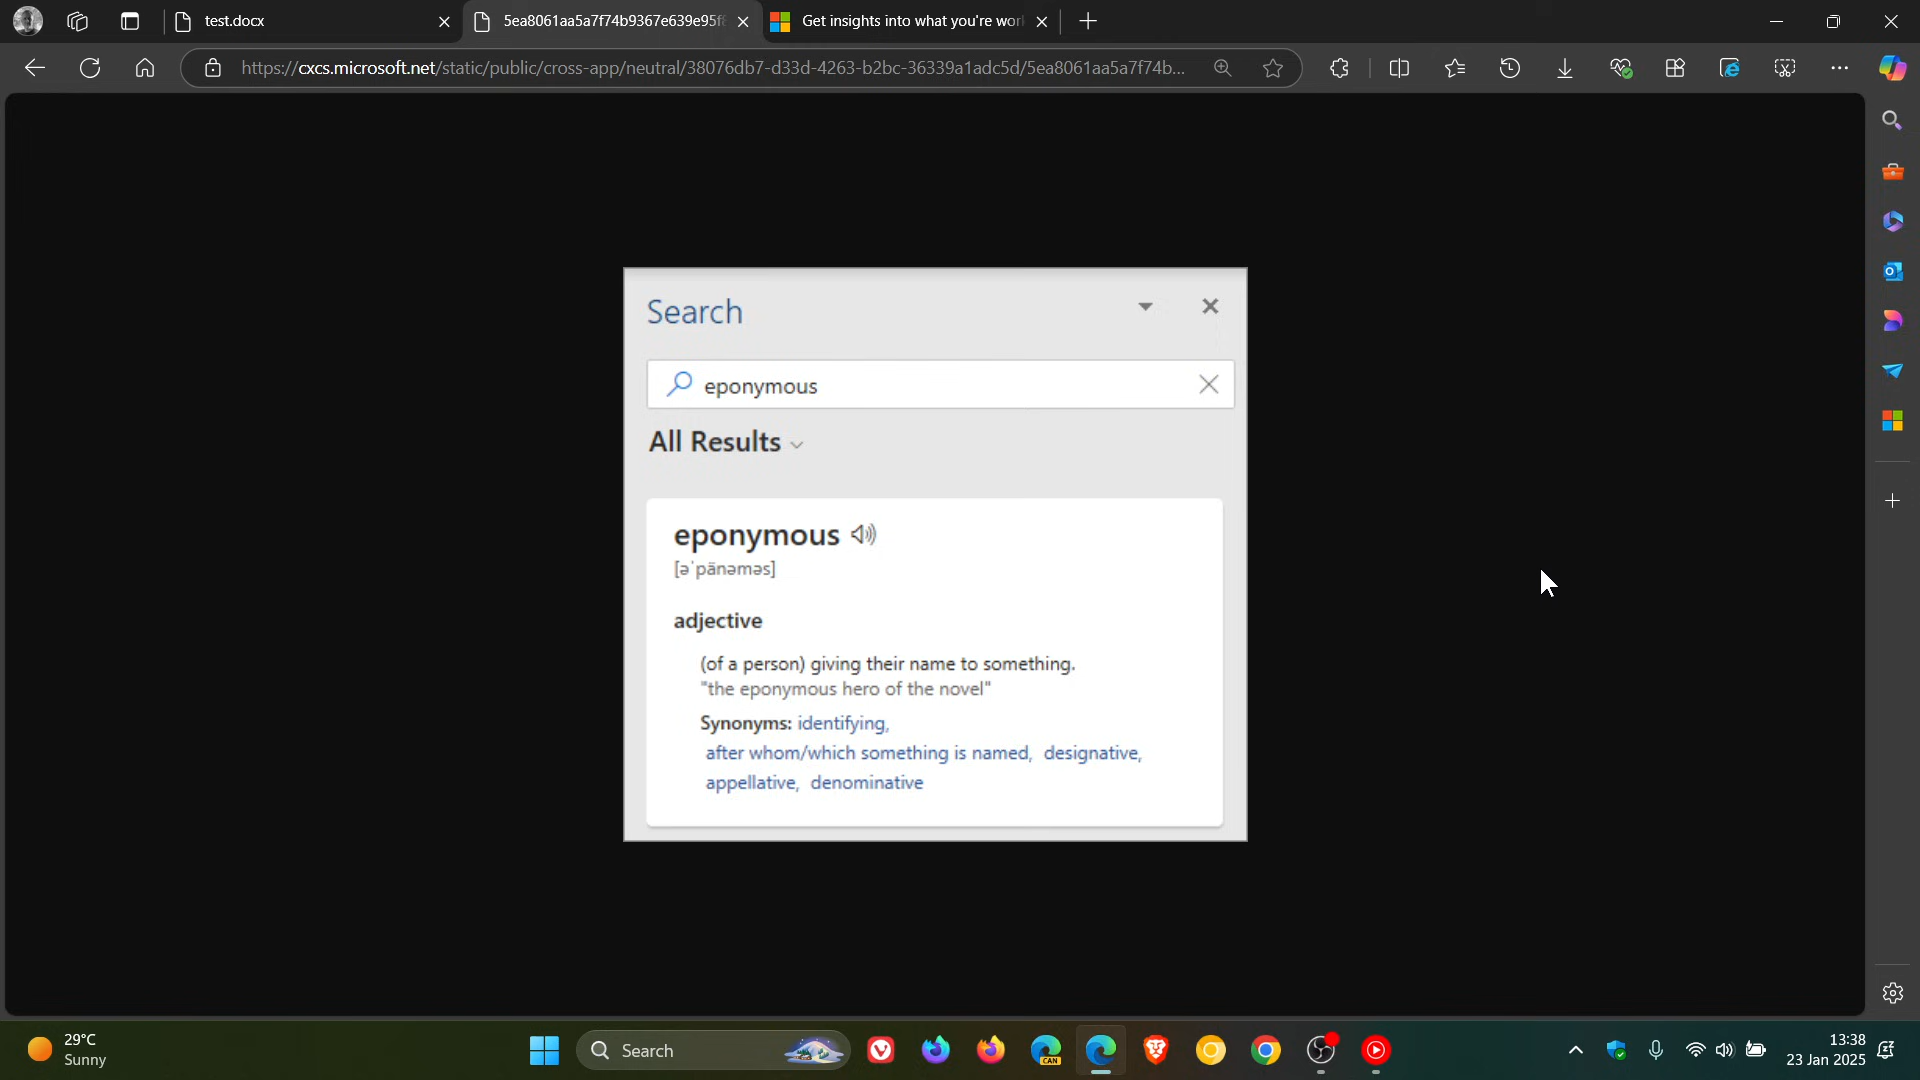 test.docx
5ea8061aa5a7f74b9367e639e95f8
Get insights into what you're wor
https://cxcs.microsoft.net/static/public/cross-app/neutral/38076db7-d33d-4263-b2bc-36339a1adc5d/5ea8061aa5a7f74b...
Search
eponymous
All Results
eponymous
[ə'pänəməs]
adjective
(of a person) giving their name to something.
"the eponymous hero of the novel"
Synonyms: identifying,
after whom/which something is named, designative,
appellative, denominative
29°C
Sunny
Search
CAN
13:38
23 Jan 2025